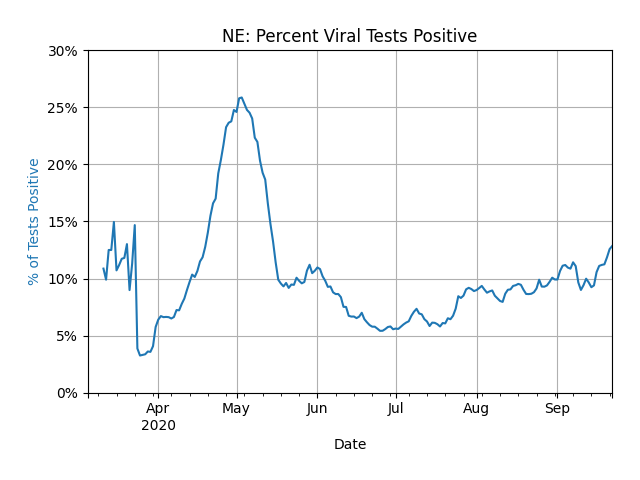 NE: Percent Viral Tests Positive
30%
25%
20%
15%
10%
5%
0%
% of Tests Positive
Apr
2020
May
Jun
Jul
Aug
Sep
Date